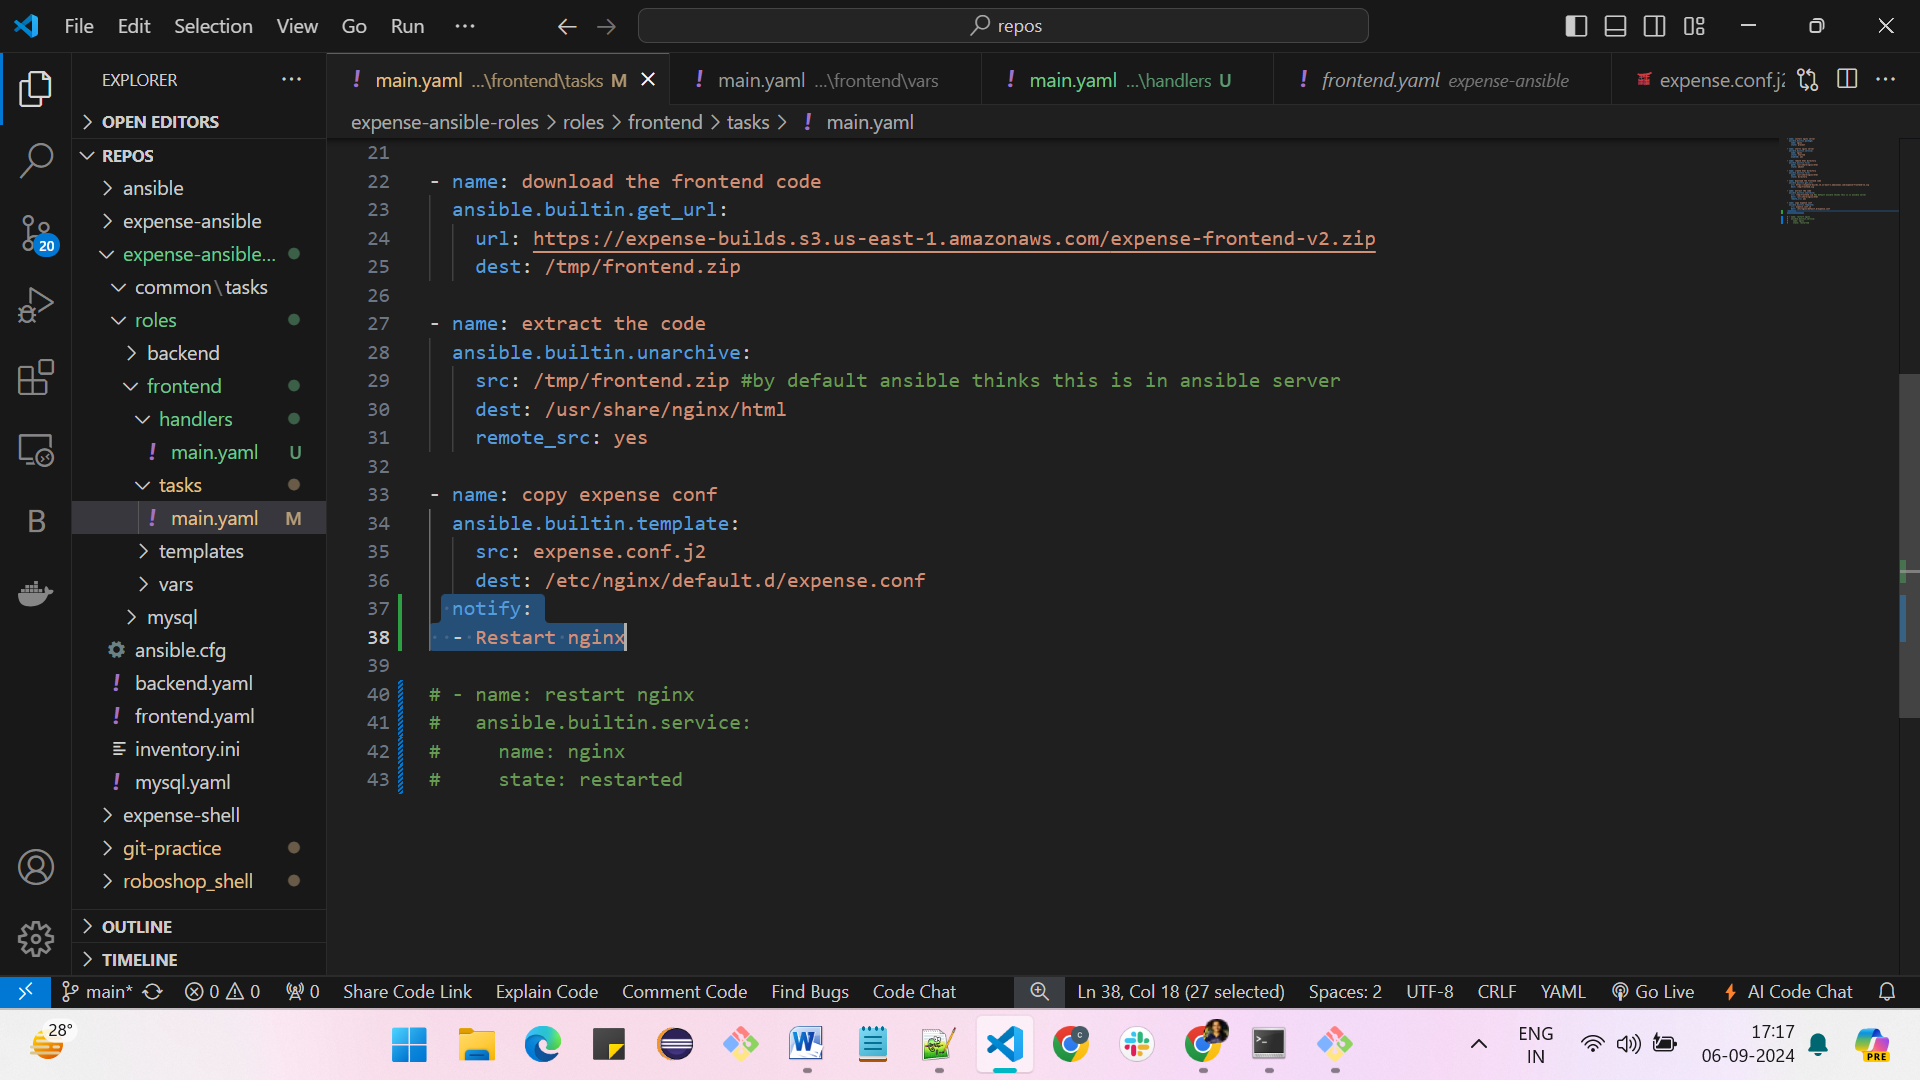 File Edit Selection View Go Run ··· repos
EXPLORER ···
OPEN EDITORS
REPOS
ansible
expense-ansible
expense-ansible...
common\tasks
roles
backend
frontend
handlers
! main.yaml U
tasks
! main.yaml M
templates
vars
mysql
ansible.cfg
! backend.yaml
! frontend.yaml
inventory.ini
! mysql.yaml
expense-shell
git-practice
roboshop_shell
OUTLINE
TIMELINE
20
B
! main.yaml ...\frontend\tasks M ! main.yaml ...\frontend\vars ! main.yaml ...\handlers U ! frontend.yaml expense-ansible expense.conf.j2 ···
expense-ansible-roles > roles > frontend > tasks > ! main.yaml
21
22 - name: download the frontend code
23 ansible.builtin.get_url:
24 url: https://expense-builds.s3.us-east-1.amazonaws.com/expense-frontend-v2.zip
25 dest: /tmp/frontend.zip
26
27 - name: extract the code
28 ansible.builtin.unarchive:
29 src: /tmp/frontend.zip #by default ansible thinks this is in ansible server
30 dest: /usr/share/nginx/html
31 remote_src: yes
32
33 - name: copy expense conf
34 ansible.builtin.template:
35 src: expense.conf.j2
36 dest: /etc/nginx/default.d/expense.conf
37 notify:
38 - Restart nginx
39
40 # - name: restart nginx
41 # ansible.builtin.service:
42 # name: nginx
43 # state: restarted
main* 0 0 0 Share Code Link Explain Code Comment Code Find Bugs Code Chat Ln 38, Col 18 (27 selected) Spaces: 2 UTF-8 CRLF YAML Go Live AI Code Chat
28°
ENG
IN
17:17
06-09-2024
PRE